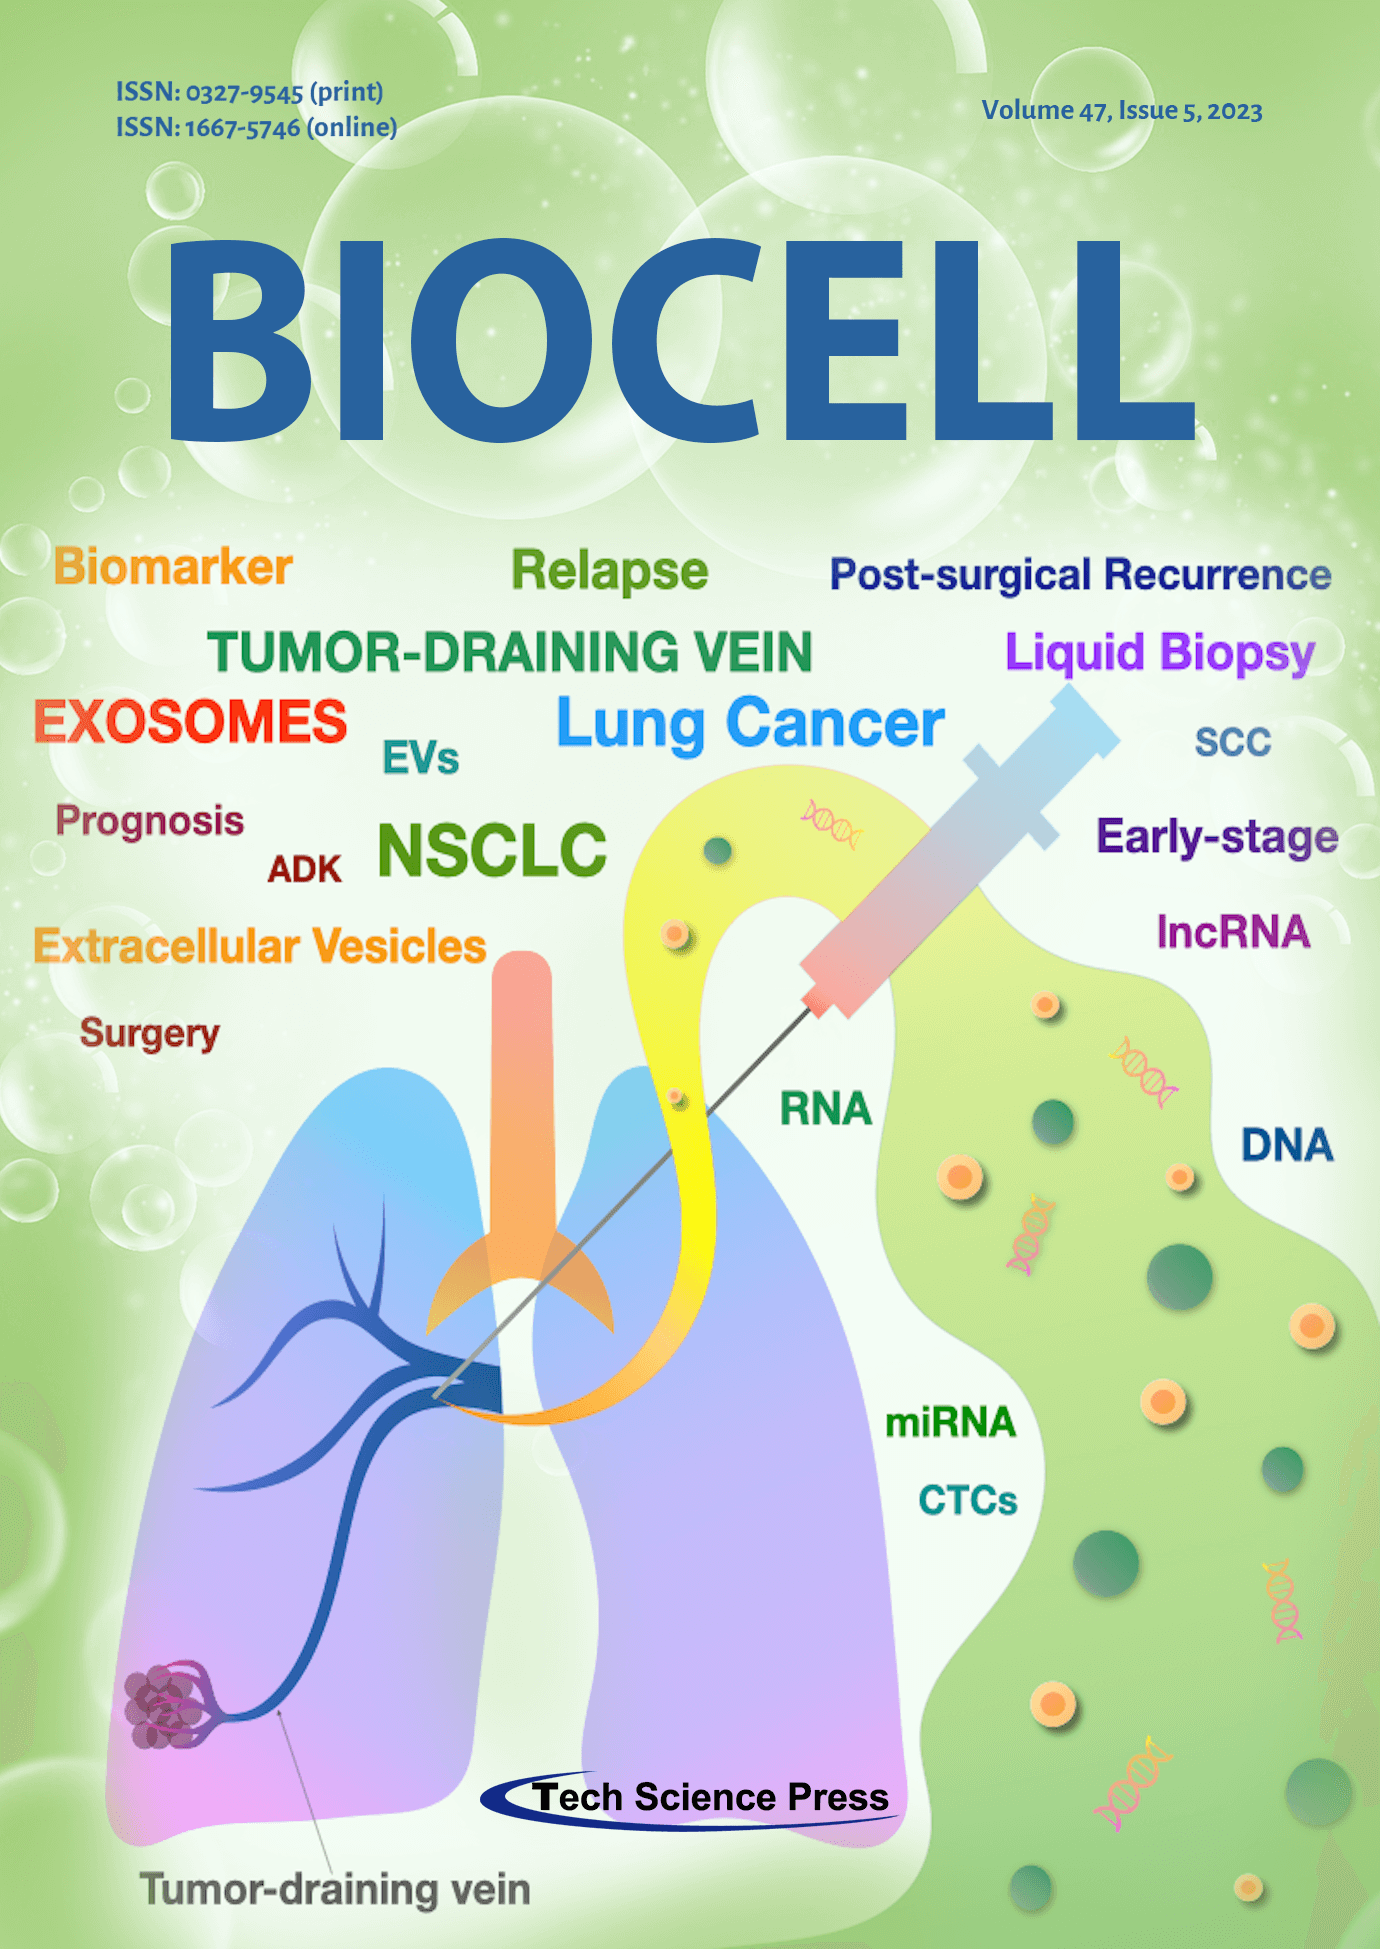 ISSN: 0327-9545 (print)
ISSN: 1667-5746 (online)
Volume 47, Issue 5, 2023
BIOCELL
Biomarker
Relapse
Post-surgical Recurrence
TUMOR-DRAINING VEIN
Liquid Biopsy
EXOSOMES
Lung Cancer
EVs
SCC
Prognosis
NSCLC
Early-stage
ADK
Extracellular Vesicles
lncRNA
Surgery
RNA
DNA
miRNA
CTCs
Tech Science Press
Tumor-draining vein